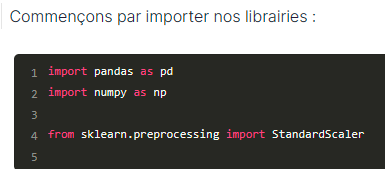 Commençons par importer nos librairies :
1 import pandas as pd
2 import numpy as np
3
4 from sklearn.preprocessing import StandardScaler
5